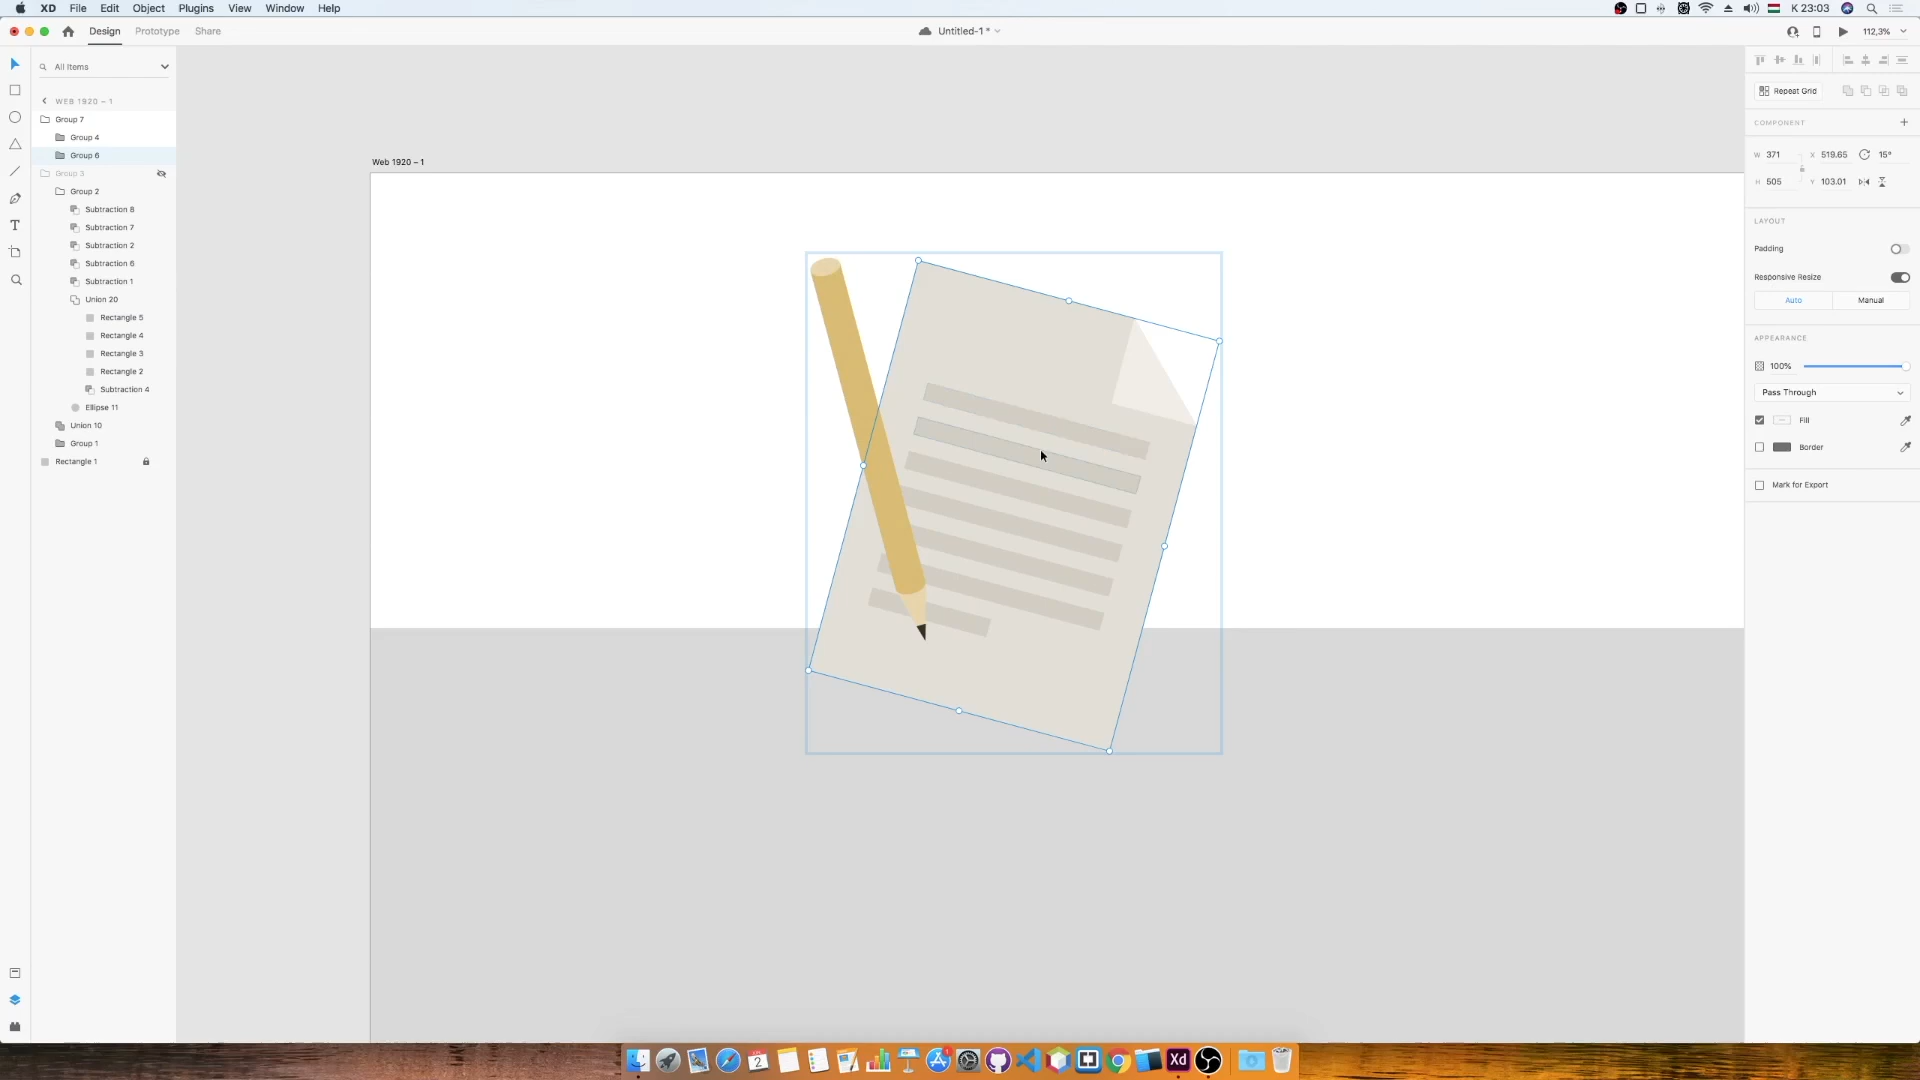 XD File Edit Object Plugins View Window Help
K 23:03
Design Prototype Share
Untitled-1 *
112,3%
All Items
WEB 1920 – 1
Group 7
Group 4
Group 6
Group 3
Group 2
Subtraction 8
Subtraction 7
Subtraction 2
Subtraction 6
Subtraction 1
Union 20
Rectangle 5
Rectangle 4
Rectangle 3
Rectangle 2
Subtraction 4
Ellipse 11
Union 10
Group 1
Rectangle 1
Web 1920 – 1
Repeat Grid
COMPONENT
W 371 X 519.65 15°
H 505 Y 103.01
LAYOUT
Padding
Responsive Resize
Auto Manual
APPEARANCE
100%
Pass Through
Fill
Border
Mark for Export
2
Xd